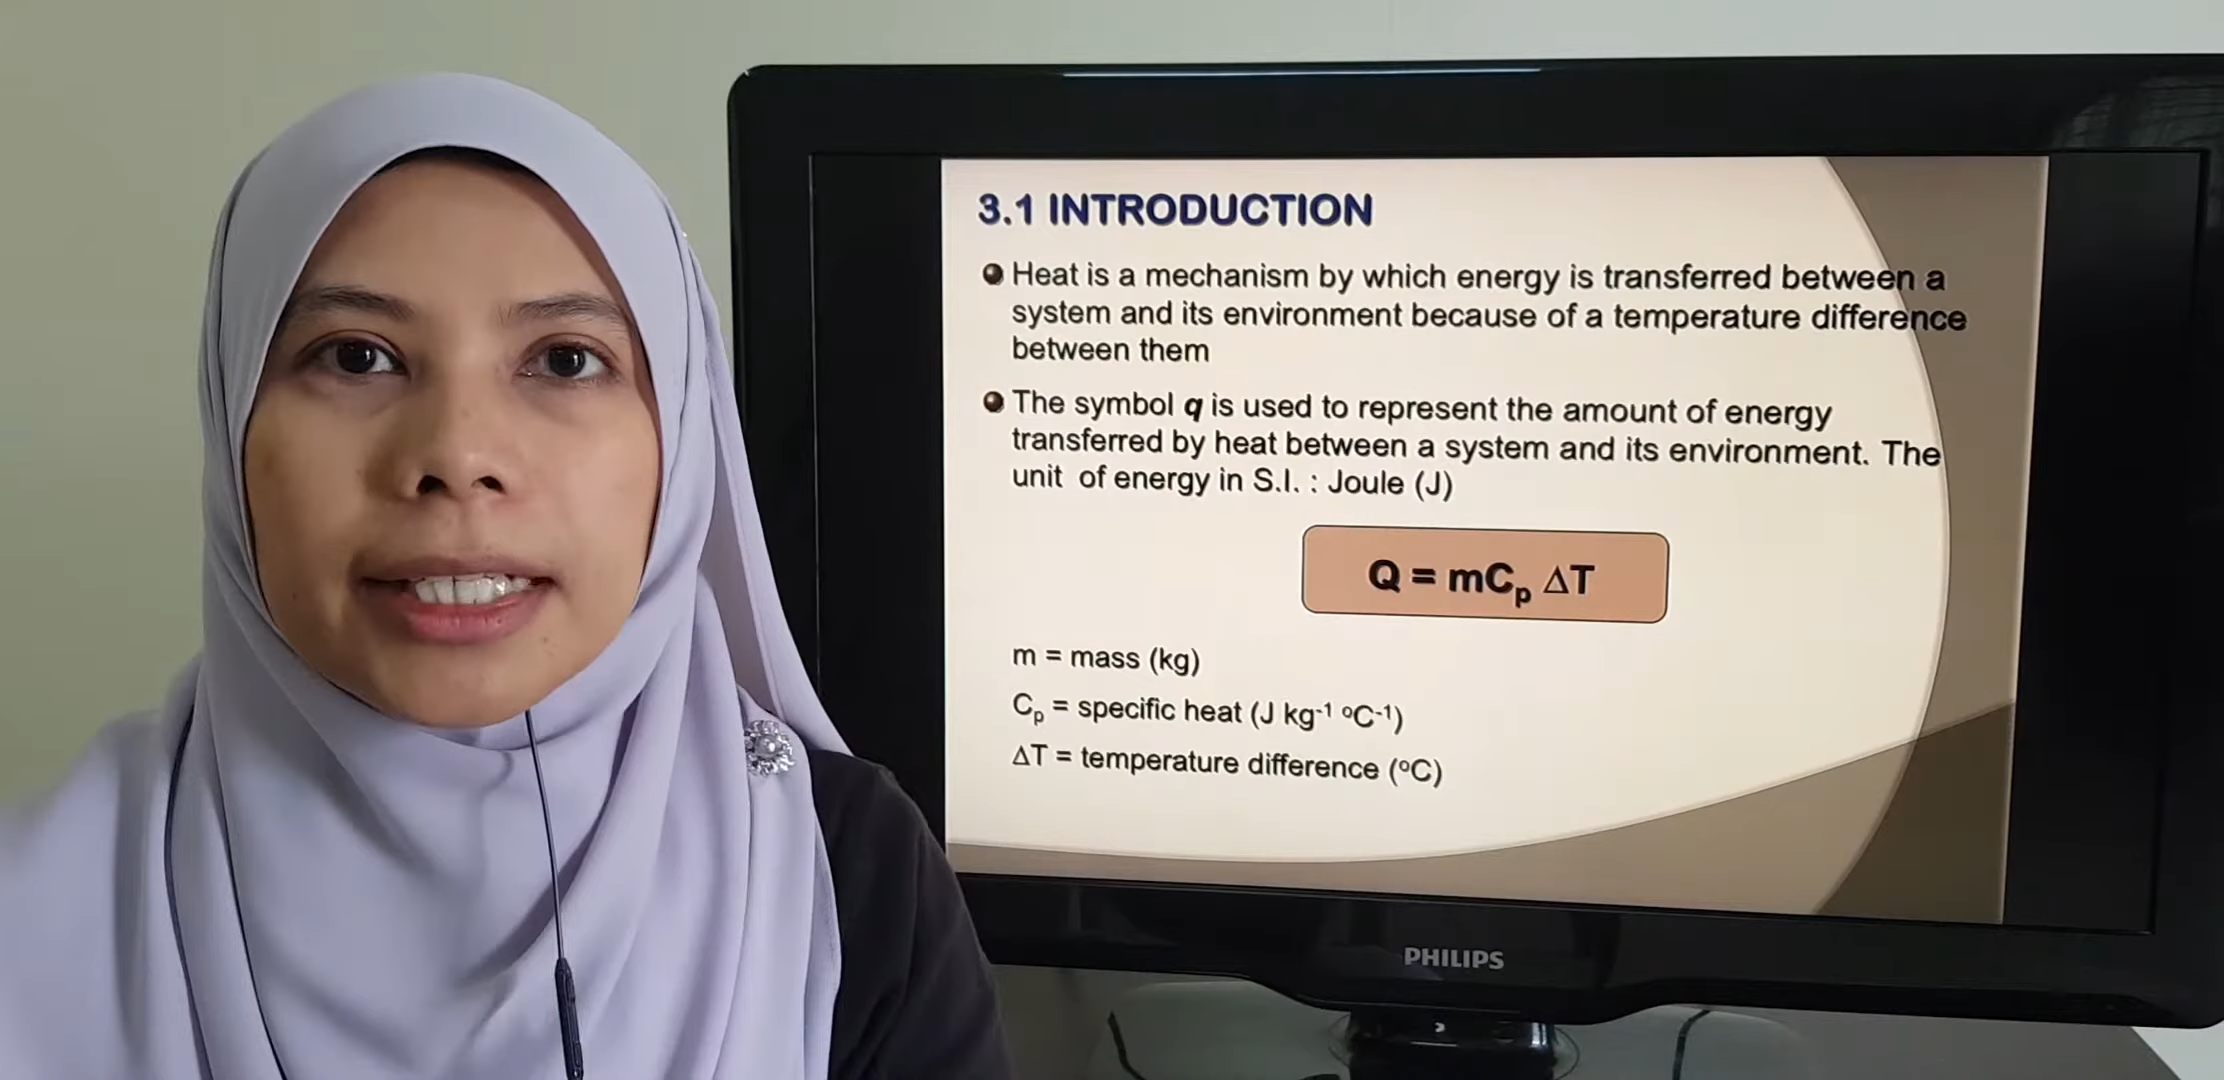 3.1 INTRODUCTION
Heat is a mechanism by which energy is transferred between a
system and its environment because of a temperature difference
between them
The symbol q is used to represent the amount of energy
transferred by heat between a system and its environment. The
unit of energy in S.I. : Joule (J)
Q = mCp ΔT
m = mass (kg)
Cp = specific heat (J kg⁻¹ ºC⁻¹)
ΔT = temperature difference (ºC)
PHILIPS